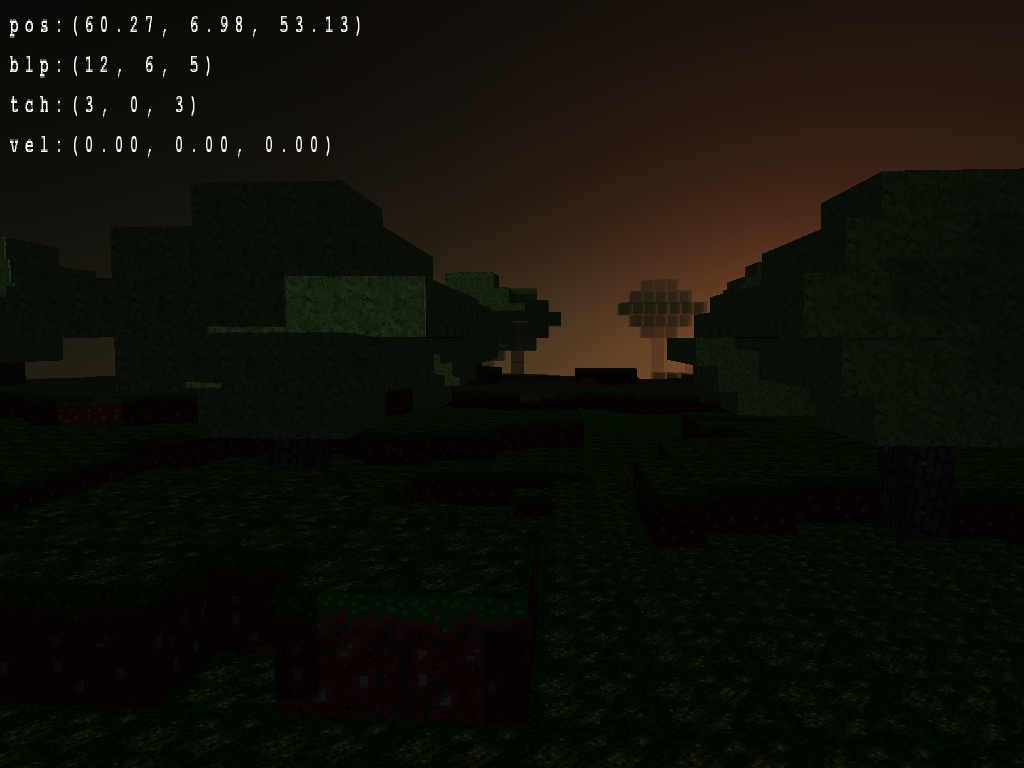 pos:(60.27, 6.98, 53.13)
blp:(12, 6, 5)
tch:(3, 0, 3)
vel:(0.00, 0.00, 0.00)